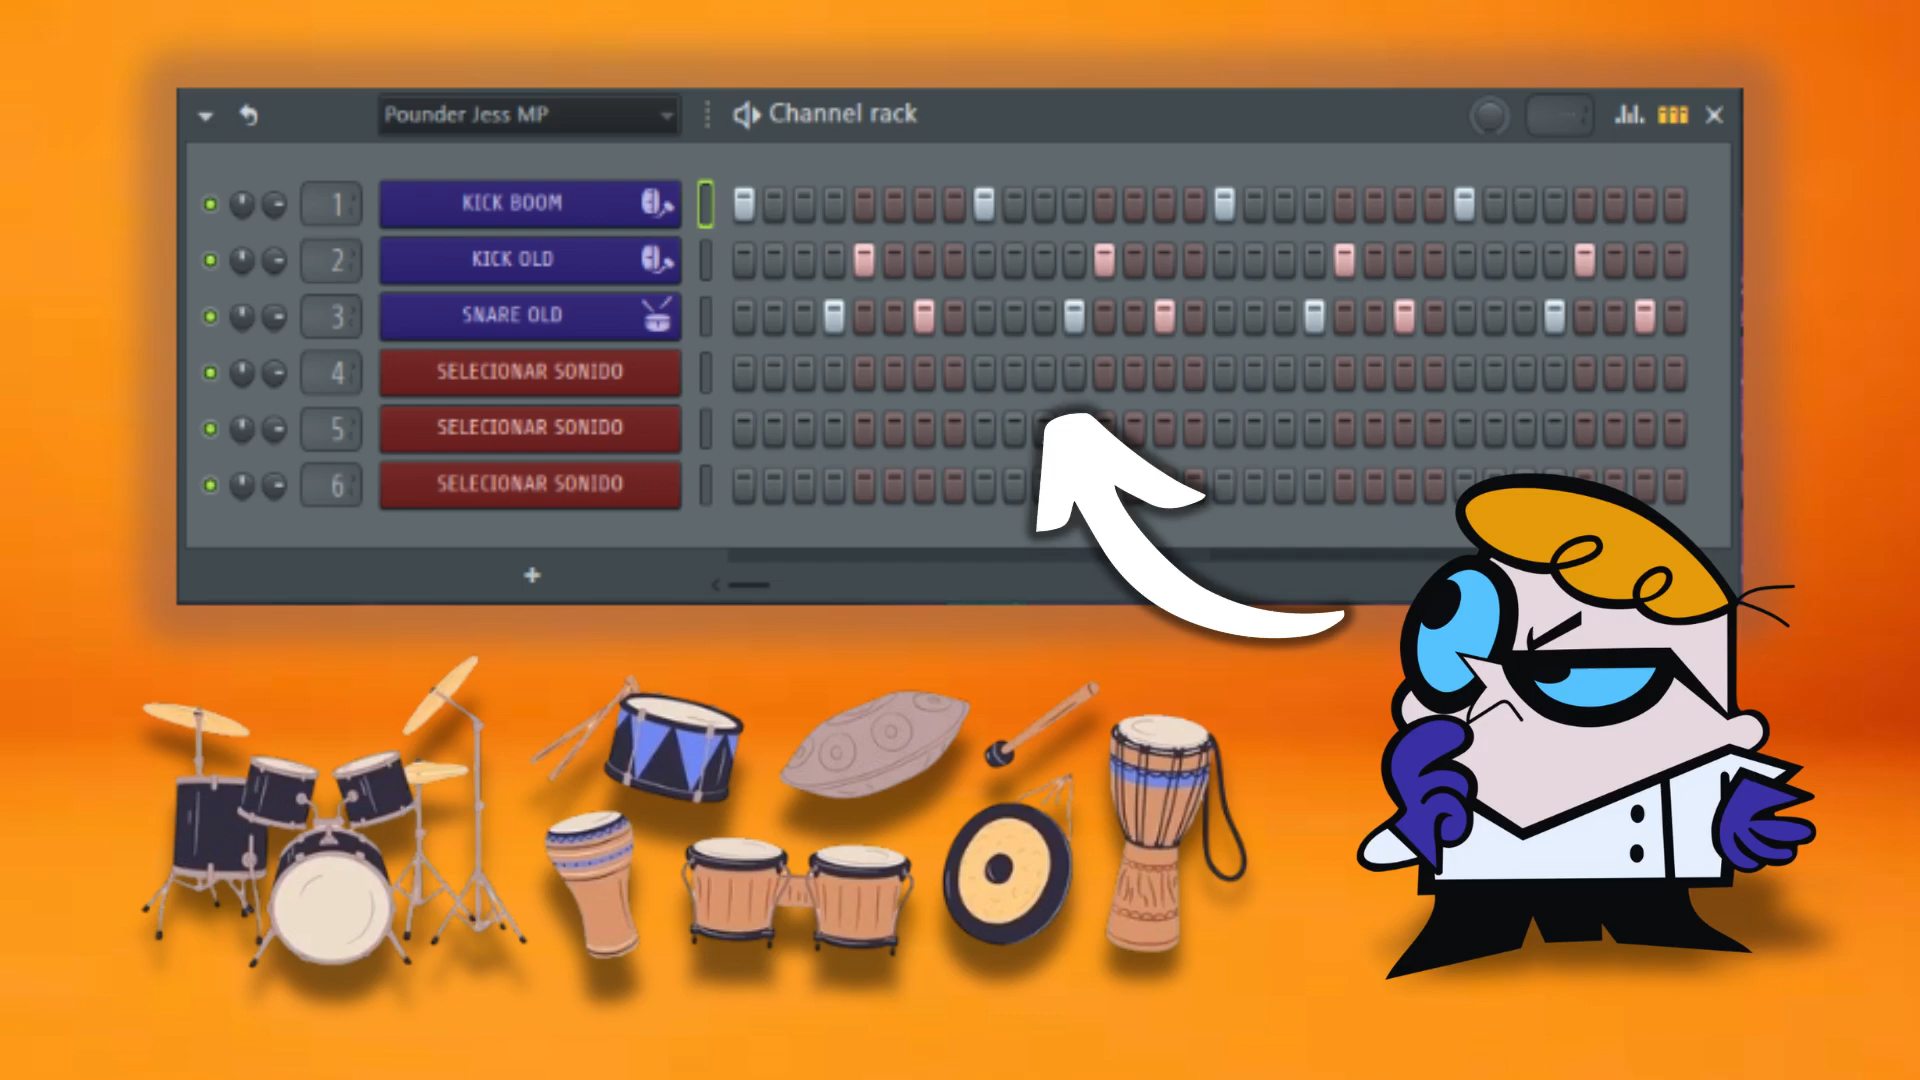 Pounder Jess MP
Channel rack
1 KICK BOOM
2 KICK OLD
3 SNARE OLD
4 SELECIONAR SONIDO
5 SELECIONAR SONIDO
6 SELECIONAR SONIDO